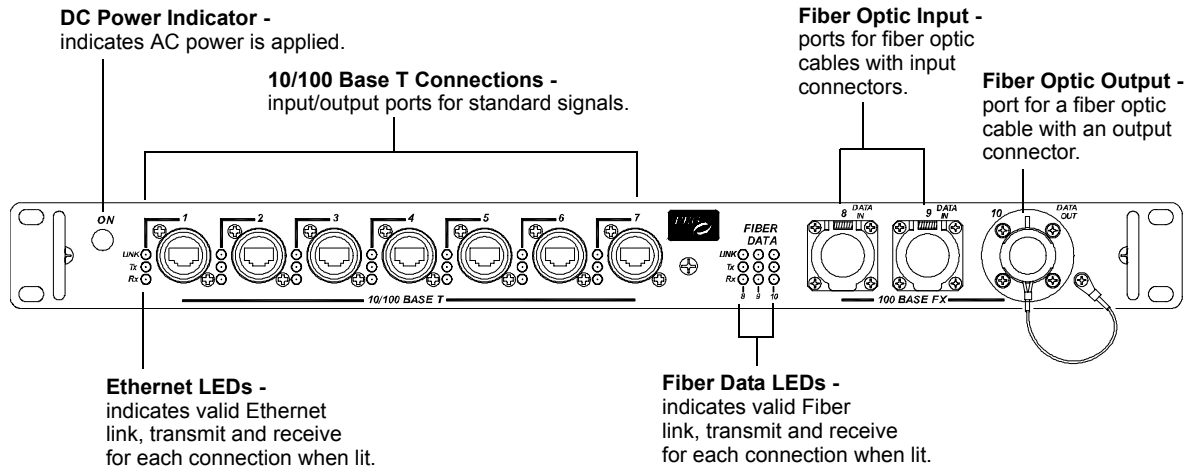 DC Power Indicator -
indicates AC power is applied.
10/100 Base T Connections -
input/output ports for standard signals.
Fiber Optic Input -
ports for fiber optic
cables with input
connectors.
Fiber Optic Output -
port for a fiber optic
cable with an output
connector.
ON
1
2
3
4
5
6
7
LINK
Tx
Rx
10/100 BASE T
FIBER
DATA
LINK
Tx
Rx
8
9
10
8 DATA
IN
9 DATA
IN
10
DATA
OUT
100 BASE FX
Ethernet LEDs -
indicates valid Ethernet
link, transmit and receive
for each connection when lit.
Fiber Data LEDs -
indicates valid Fiber
link, transmit and receive
for each connection when lit.